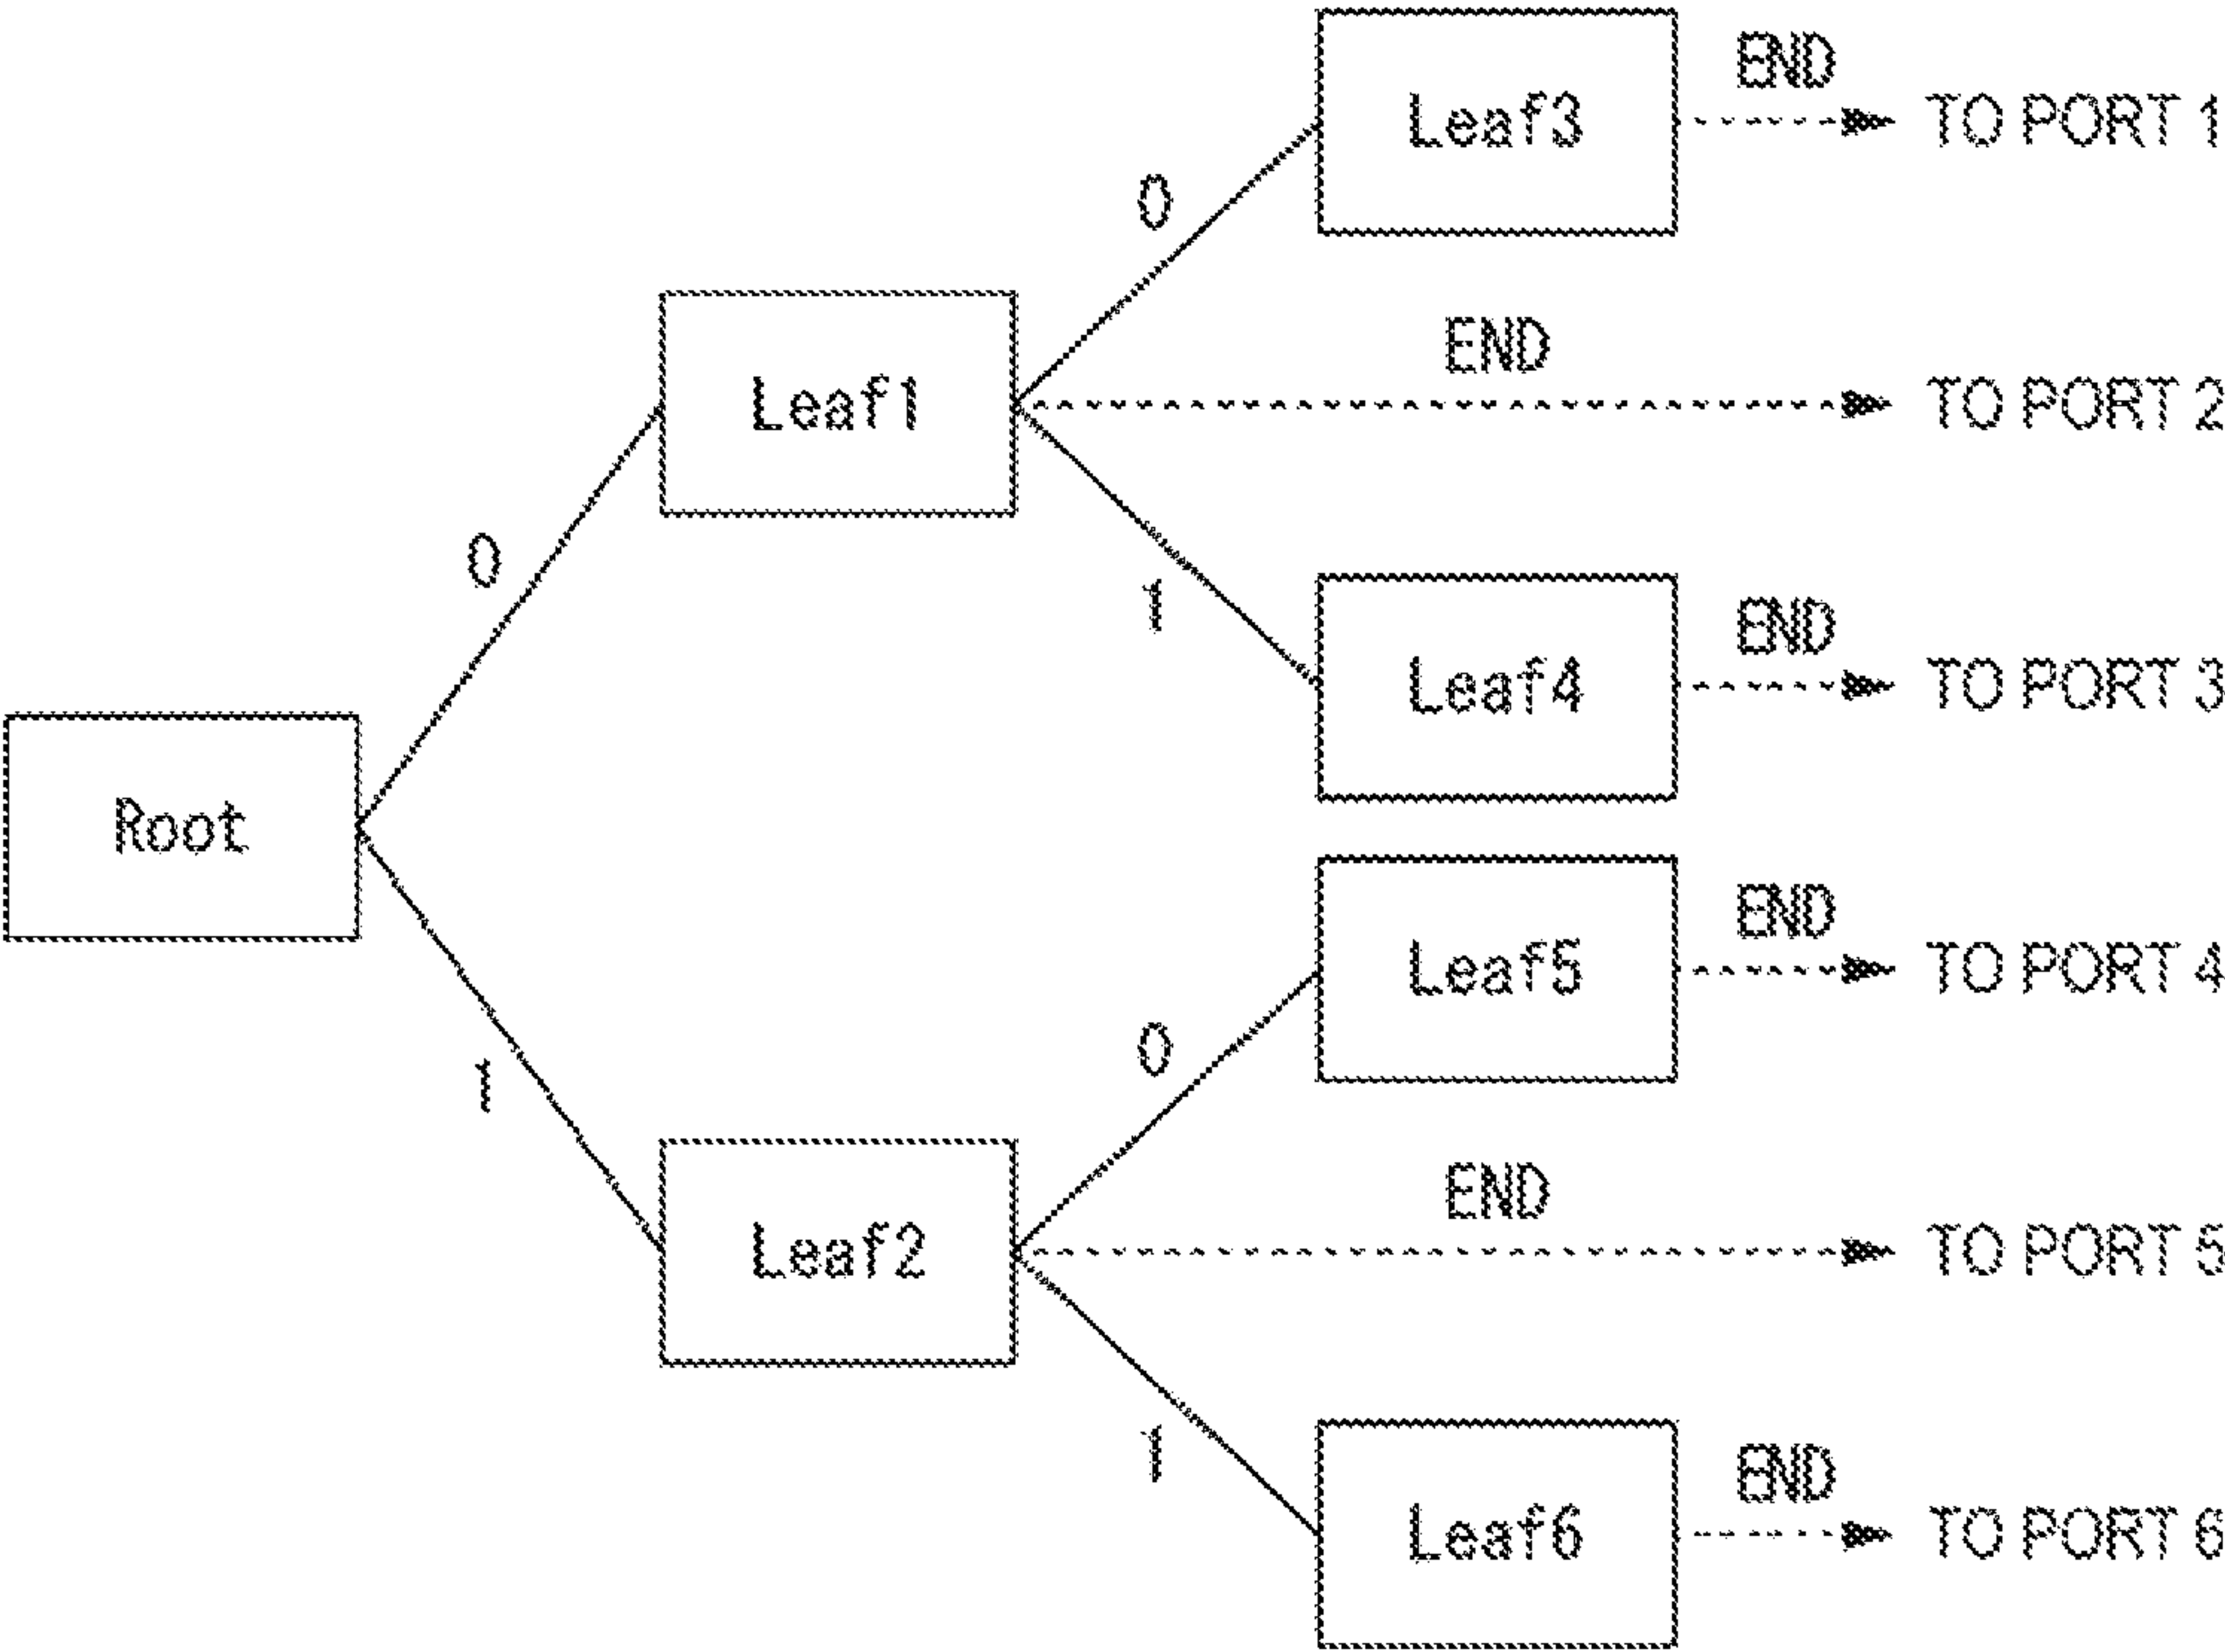 END
Leaf3
TO PORT 1
0
END
Leaf1
TO PORT 2
0
1
END
Leaf4
TO PORT 3
Root
END
Leaf5
TO PORT 4
0
1
END
Leaf2
TO PORT 5
1
END
Leaf6
TO PORT 6